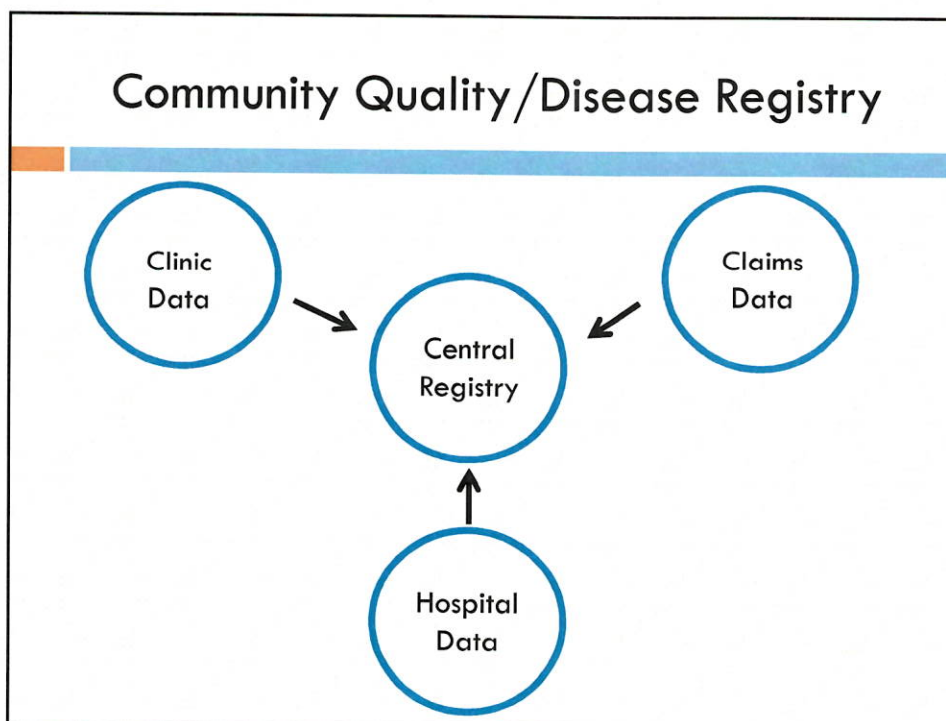 Community Quality/Disease Registry
Clinic
Data
Claims
Data
Central
Registry
Hospital
Data